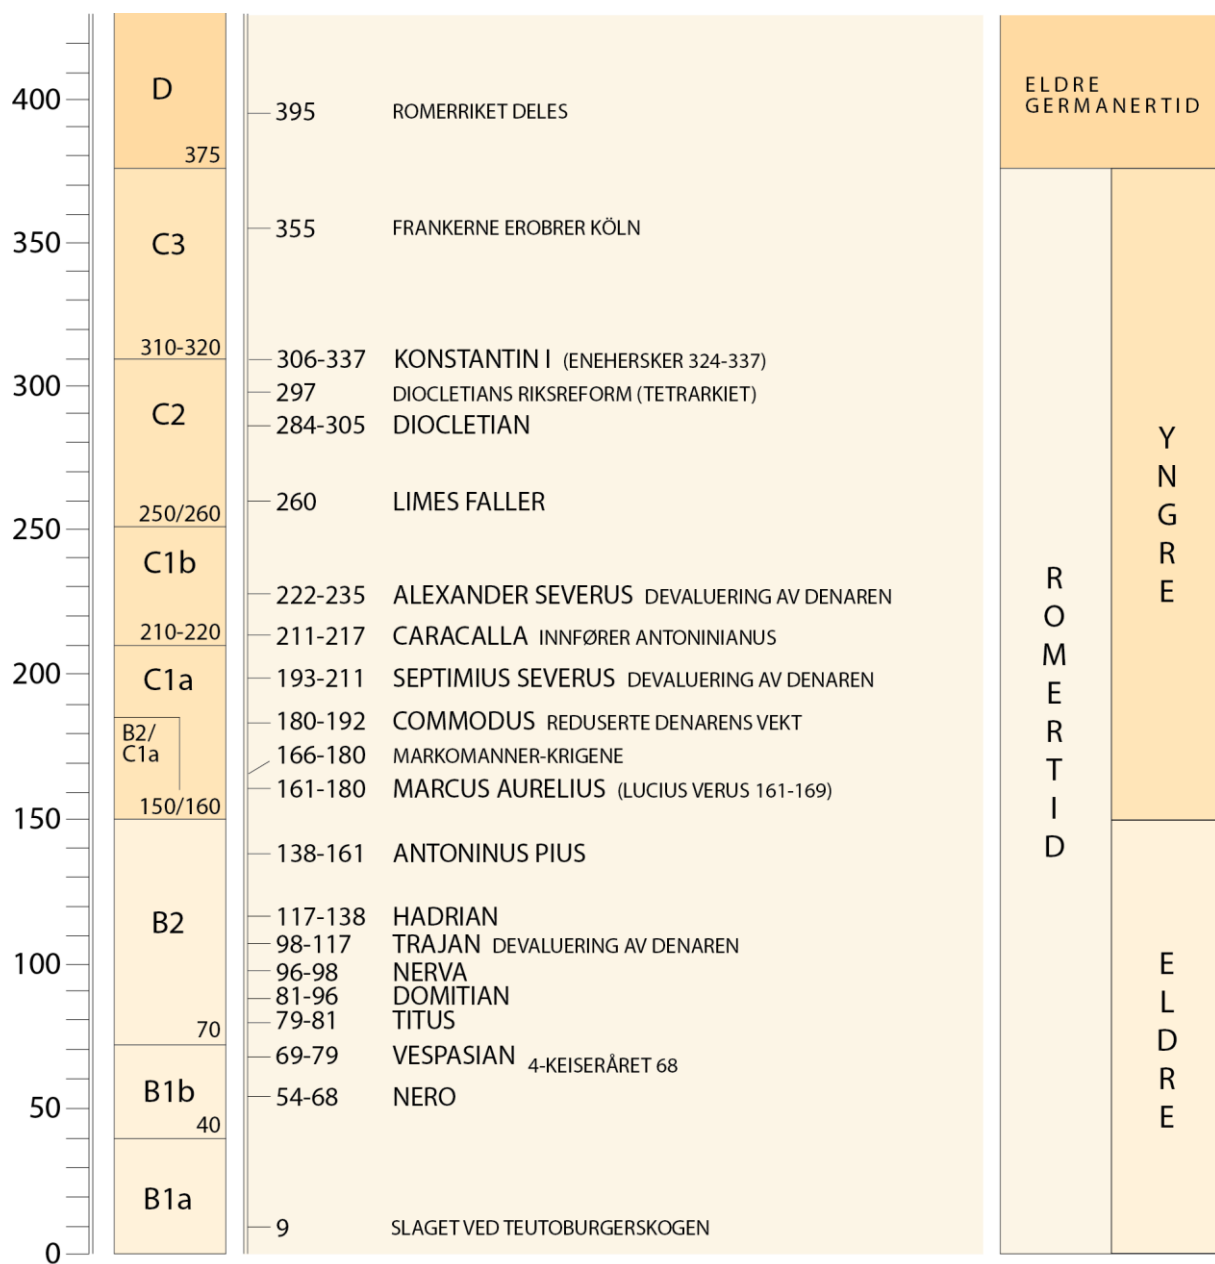 400
350
300
250
200
150
100
50
0
D
375
C3
310-320
C2
250/260
C1b
210-220
C1a
B2/
C1a
150/160
B2
70
B1b
40
B1a
395 ROMERRIKET DELES
355 FRANKERNE EROBRER KÖLN
306-337 KONSTANTIN I (ENEHERSKER 324-337)
297 DIOCLETIANS RIKSREFORM (TETRARKIET)
284-305 DIOCLETIAN
260 LIMES FALLER
222-235 ALEXANDER SEVERUS DEVALUERING AV DENAREN
211-217 CARACALLA INNFØRER ANTONINIANUS
193-211 SEPTIMIUS SEVERUS DEVALUERING AV DENAREN
180-192 COMMODUS REDUSERTE DENARENS VEKT
166-180 MARKOMANNER-KRIGENE
161-180 MARCUS AURELIUS (LUCIUS VERUS 161-169)
138-161 ANTONINUS PIUS
117-138 HADRIAN
98-117 TRAJAN DEVALUERING AV DENAREN
96-98 NERVA
81-96 DOMITIAN
79-81 TITUS
69-79 VESPASIAN 4-KEISERÅRET 68
54-68 NERO
9 SLAGET VED TEUTOBURGERSKOGEN
ELDRE
GERMANERTID
ROMERTID
YNGRE
ELDRE